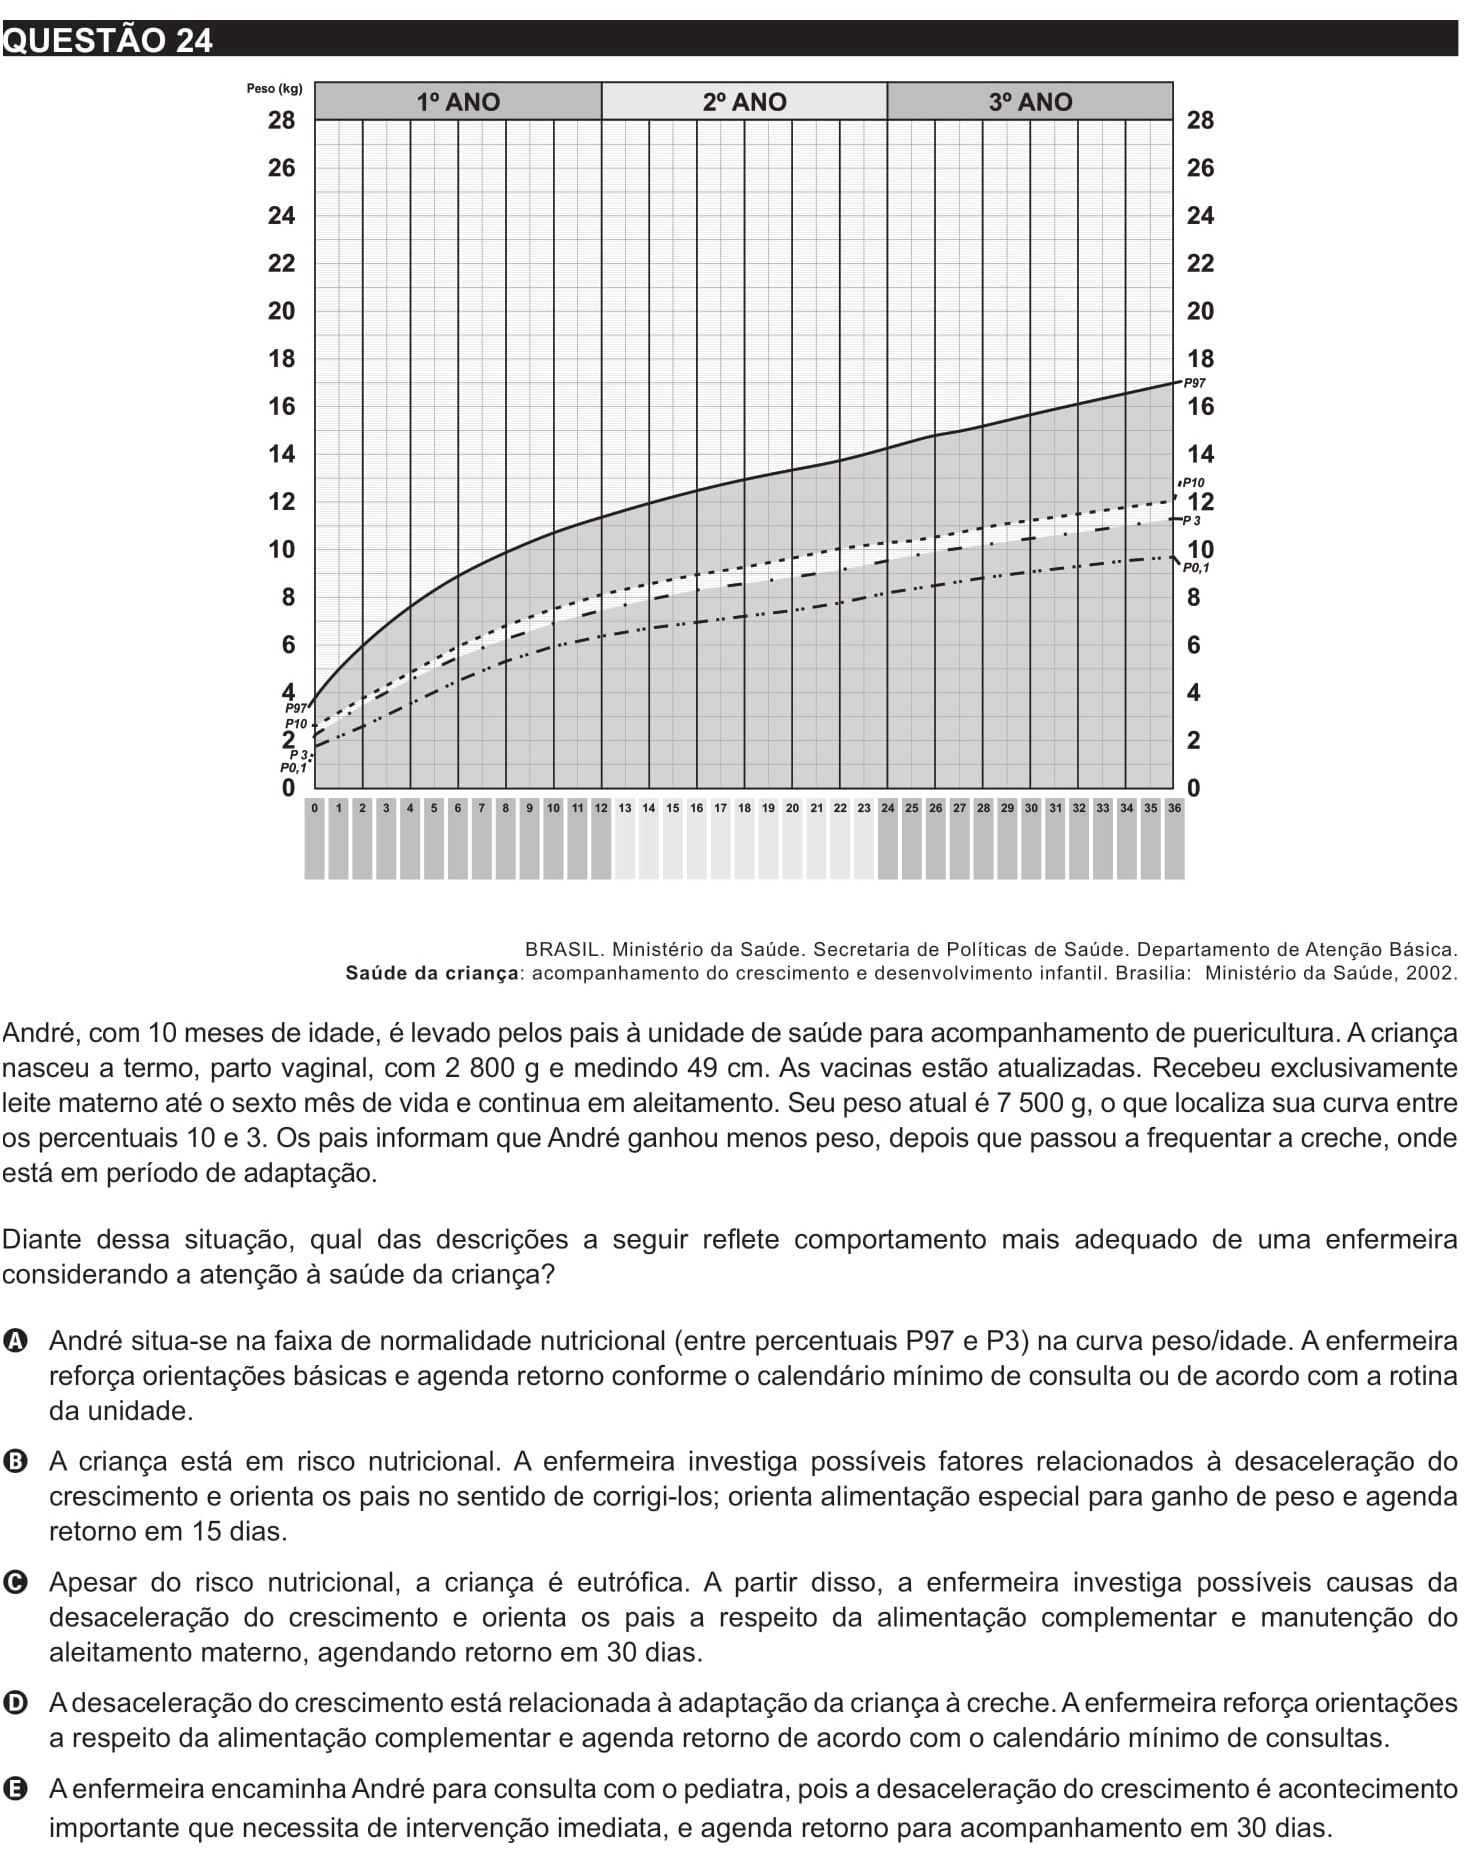 QUESTÃO 24
Peso (kg)
1º ANO 2º ANO 3º ANO
28 28
26 26
24 24
22 22
20 20
18 18
P97
16 16
14 14
P10
12 12
P 3
10 10
P0,1
8 8
6 6
4 4
P97
P10
2 2
P 3
P0,1
0 0
0 1 2 3 4 5 6 7 8 9 10 11 12 13 14 15 16 17 18 19 20 21 22 23 24 25 26 27 28 29 30 31 32 33 34 35 36
BRASIL. Ministério da Saúde. Secretaria de Políticas de Saúde. Departamento de Atenção Básica.
Saúde da criança: acompanhamento do crescimento e desenvolvimento infantil. Brasilia: Ministério da Saúde, 2002.
André, com 10 meses de idade, é levado pelos pais à unidade de saúde para acompanhamento de puericultura. A criança
nasceu a termo, parto vaginal, com 2 800 g e medindo 49 cm. As vacinas estão atualizadas. Recebeu exclusivamente
leite materno até o sexto mês de vida e continua em aleitamento. Seu peso atual é 7 500 g, o que localiza sua curva entre
os percentuais 10 e 3. Os pais informam que André ganhou menos peso, depois que passou a frequentar a creche, onde
está em período de adaptação.
Diante dessa situação, qual das descrições a seguir reflete comportamento mais adequado de uma enfermeira
considerando a atenção à saúde da criança?
A André situa-se na faixa de normalidade nutricional (entre percentuais P97 e P3) na curva peso/idade. A enfermeira
reforça orientações básicas e agenda retorno conforme o calendário mínimo de consulta ou de acordo com a rotina
da unidade.
B A criança está em risco nutricional. A enfermeira investiga possíveis fatores relacionados à desaceleração do
crescimento e orienta os pais no sentido de corrigi-los; orienta alimentação especial para ganho de peso e agenda
retorno em 15 dias.
C Apesar do risco nutricional, a criança é eutrófica. A partir disso, a enfermeira investiga possíveis causas da
desaceleração do crescimento e orienta os pais a respeito da alimentação complementar e manutenção do
aleitamento materno, agendando retorno em 30 dias.
D A desaceleração do crescimento está relacionada à adaptação da criança à creche. A enfermeira reforça orientações
a respeito da alimentação complementar e agenda retorno de acordo com o calendário mínimo de consultas.
E A enfermeira encaminha André para consulta com o pediatra, pois a desaceleração do crescimento é acontecimento
importante que necessita de intervenção imediata, e agenda retorno para acompanhamento em 30 dias.